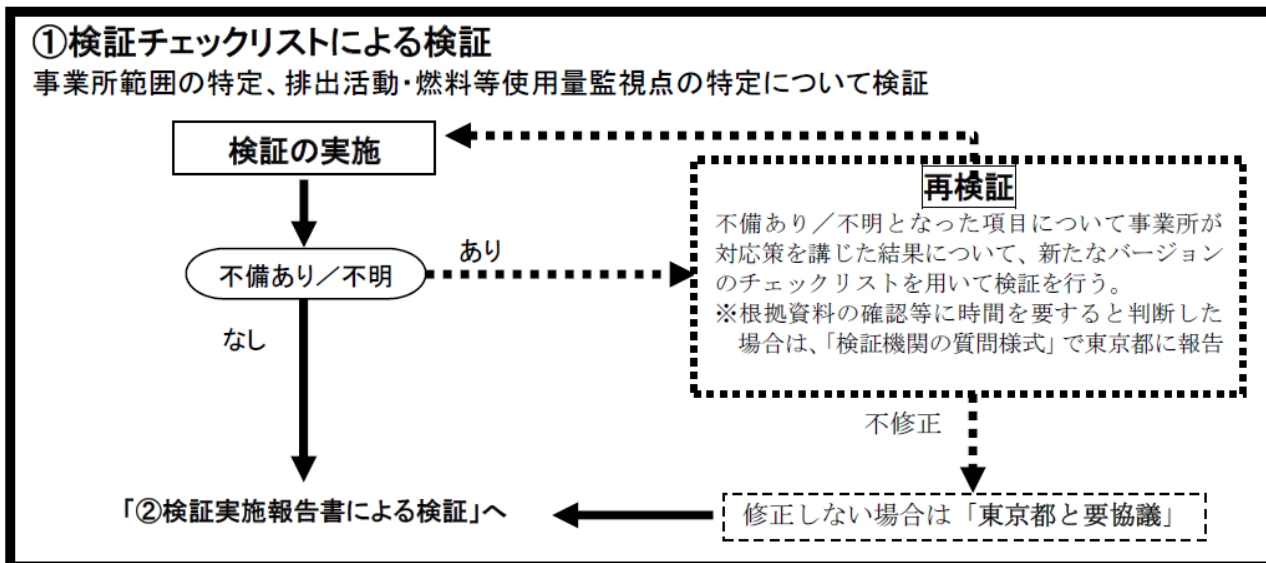 ①検証チェックリストによる検証
事業所範囲の特定、排出活動・燃料等使用量監視点の特定について検証
検証の実施
不備あり／不明
あり
なし
再検証
不備あり／不明となった項目について事業所が
対応策を講じた結果について、新たなバージョン
のチェックリストを用いて検証を行う。
※根拠資料の確認等に時間を要すると判断した
場合は、「検証機関の質問様式」で東京都に報告
不修正
「②検証実施報告書による検証」へ
修正しない場合は「東京都と要協議」